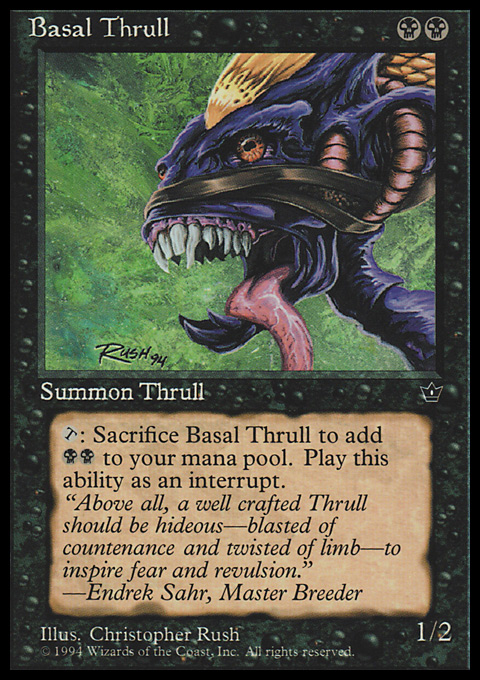 Basal Thrull
RUSH 94
Summon Thrull
: Sacrifice Basal Thrull to add
to your mana pool. Play this
ability as an interrupt.
“Above all, a well crafted Thrull
should be hideous—blasted of
countenance and twisted of limb—to
inspire fear and revulsion.”
—Endrek Sahr, Master Breeder
Illus. Christopher Rush
1/2
© 1994 Wizards of the Coast, Inc. All rights reserved.